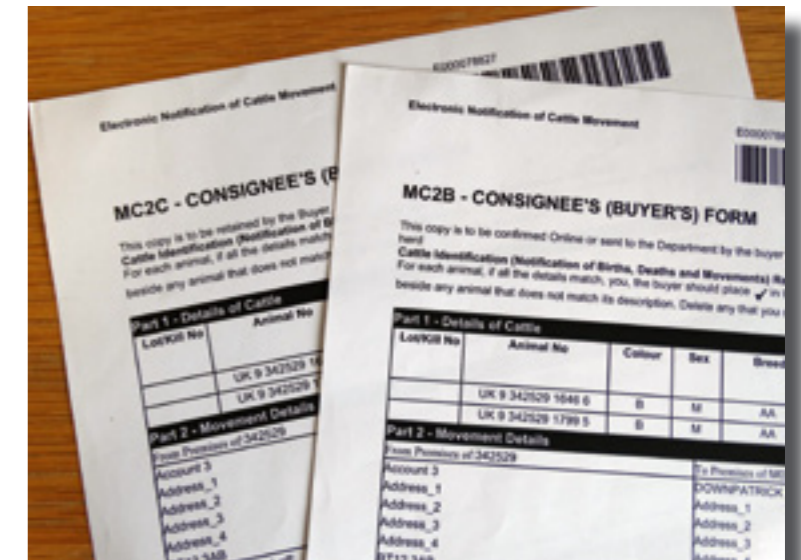 Electronic Notification of Cattle Movement
E000078627
MC2C - CONSIGNEE'S (B
This copy is to be retained by the Buyer
Cattle Identification (Notification of B
For each animal, if all the details match
beside any animal that does not match
Part 1 - Details of Cattle
Lot/Kill No Animal No
UK 9 342529
UK 9 342529
Part 2 - Movement Details
From Premises of 342529
Account 3
Address_1
Address_2
Address_3
Address_4
Electronic Notification of Cattle Movement
MC2B - CONSIGNEE'S (BUYER'S) FORM
This copy is to be confirmed Online or sent to the Department by the buyer
herd
Cattle Identification (Notification of Births, Deaths and Movements) Re
For each animal, if all the details match, you, the buyer should place ✓ in
beside any animal that does not match its description. Delete any that you
Part 1 - Details of Cattle
Lot/Kill No Animal No Colour Sex Breed
UK 9 342529 1646 6 B M AA
UK 9 342529 1799 5 B M AA
Part 2 - Movement Details
From Premises of 342529 To Premises of
Account 3 DOWNPATRICK
Address_1 Address_1
Address_2 Address_2
Address_3 Address_3
Address_4
BT12 3AB